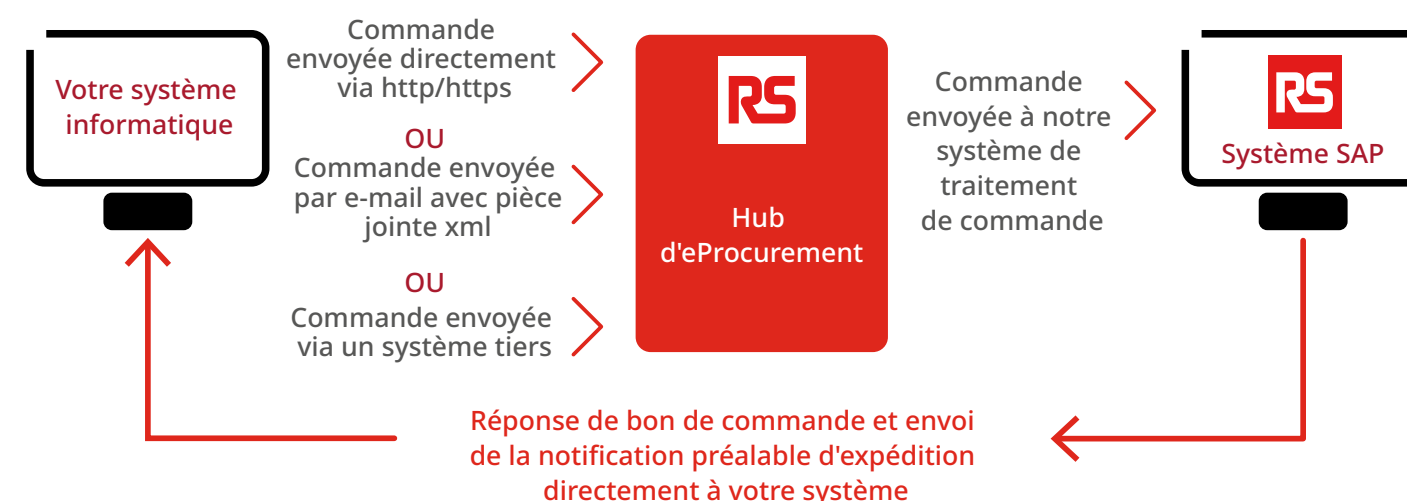 Votre système
informatique
Commande
envoyée directement
via http/https
OU
Commande envoyée
par e-mail avec pièce
jointe xml
OU
Commande envoyée
via un système tiers
RS
Hub
d'eProcurement
Commande
envoyée à notre
système de
traitement
de commande
RS
Système SAP
Réponse de bon de commande et envoi
de la notification préalable d'expédition
directement à votre système